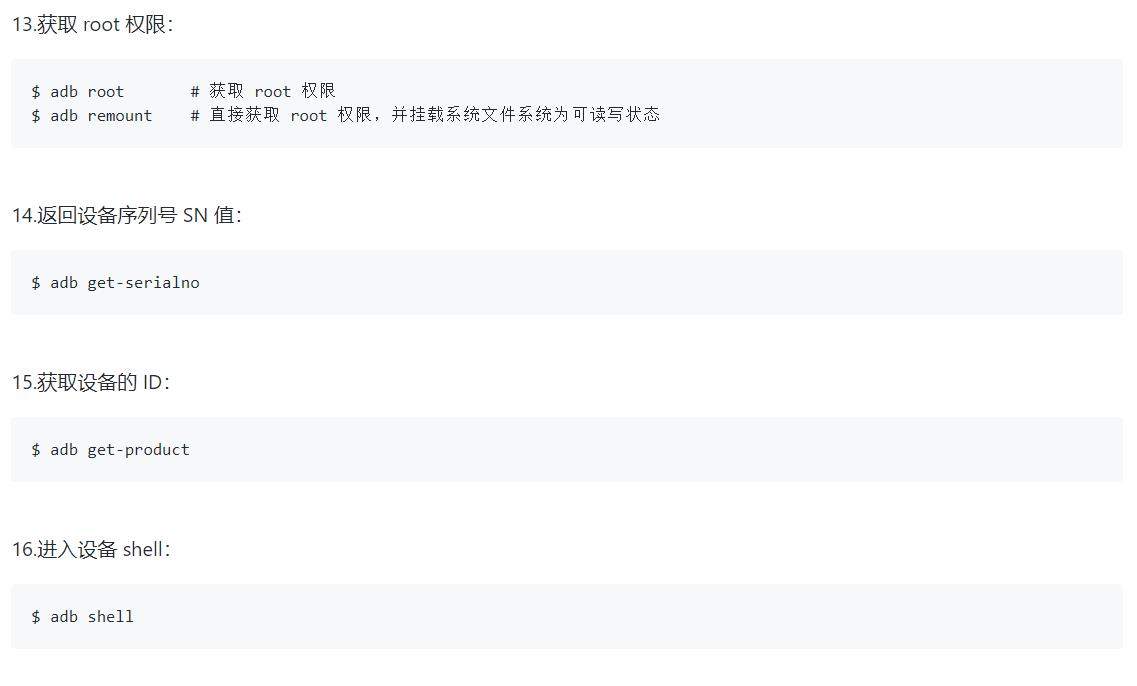 13.获取 root 权限：
$ adb root       # 获取 root 权限
$ adb remount    # 直接获取 root 权限，并挂载系统文件系统为可读写状态
14.返回设备序列号 SN 值：
$ adb get-serialno
15.获取设备的 ID：
$ adb get-product
16.进入设备 shell：
$ adb shell